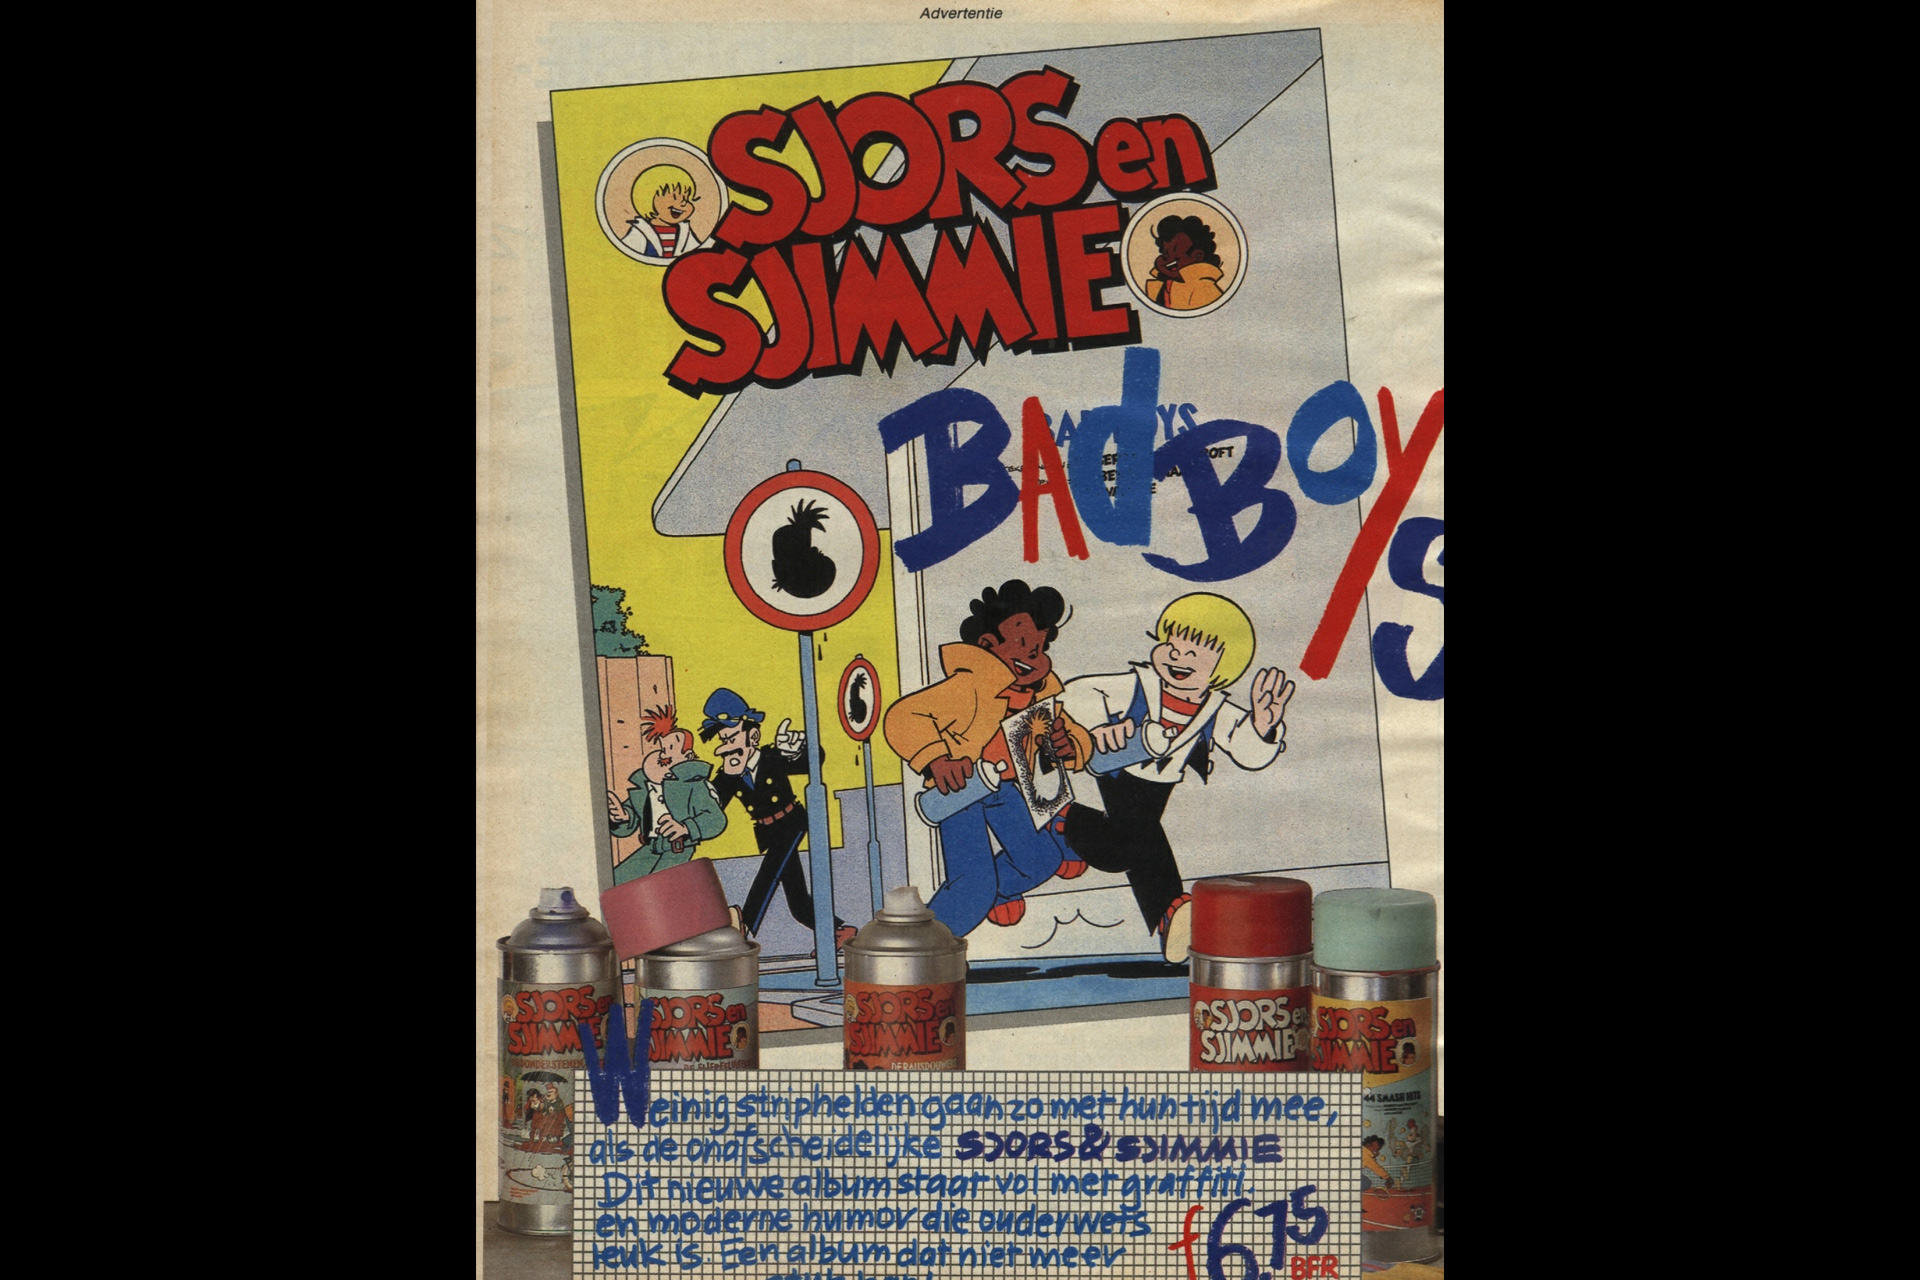 Advertentie
SJORS en
SJIMMIE
Bad Boys
SJORS en
SJIMMIE
SJORS en
SJIMMIE
SJORS en
SJIMMIE
SJORS en
SJIMMIE
SJORS en
SJIMMIE
44 SMASH HITS
Weinig striphelden gaan zo met hun tijd mee,
als de onafscheidelijke SJORS & SJIMMIE
Dit nieuwe album staat vol met graffiti.
en moderne humor die ouderwets
leuk is. Een album dat niet meer
f6,75
BFR